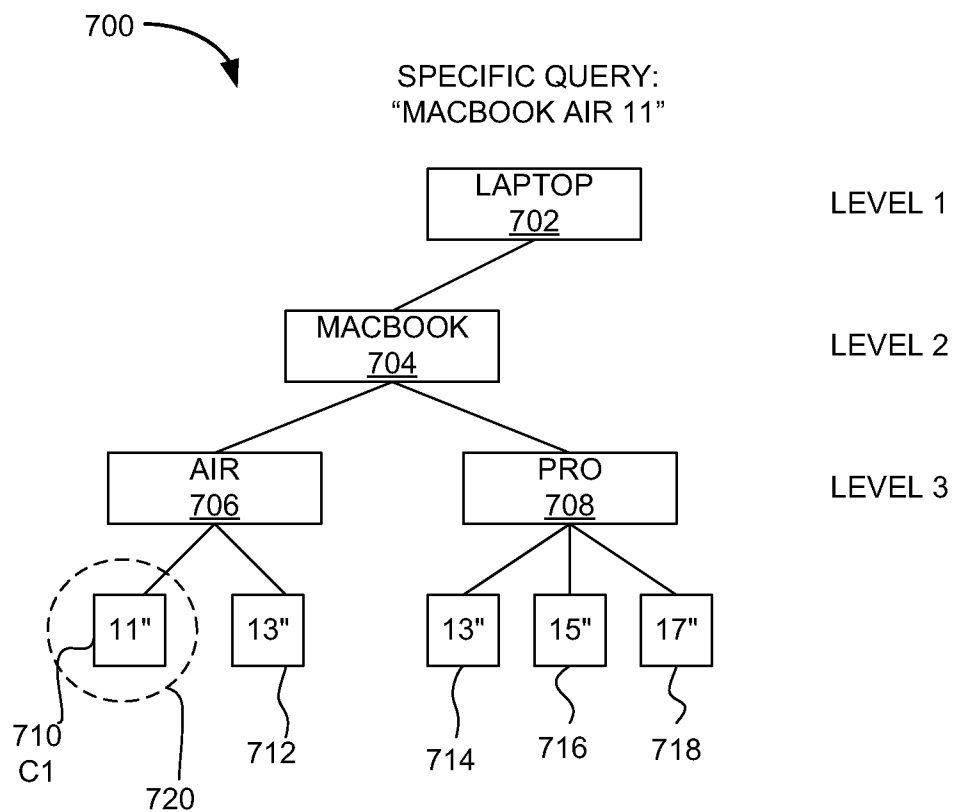 700
SPECIFIC QUERY:
“MACBOOK AIR 11”
LAPTOP
702
LEVEL 1
MACBOOK
704
LEVEL 2
AIR
706
PRO
708
LEVEL 3
11"
13"
13"
15"
17"
710
C1
720
712
714
716
718